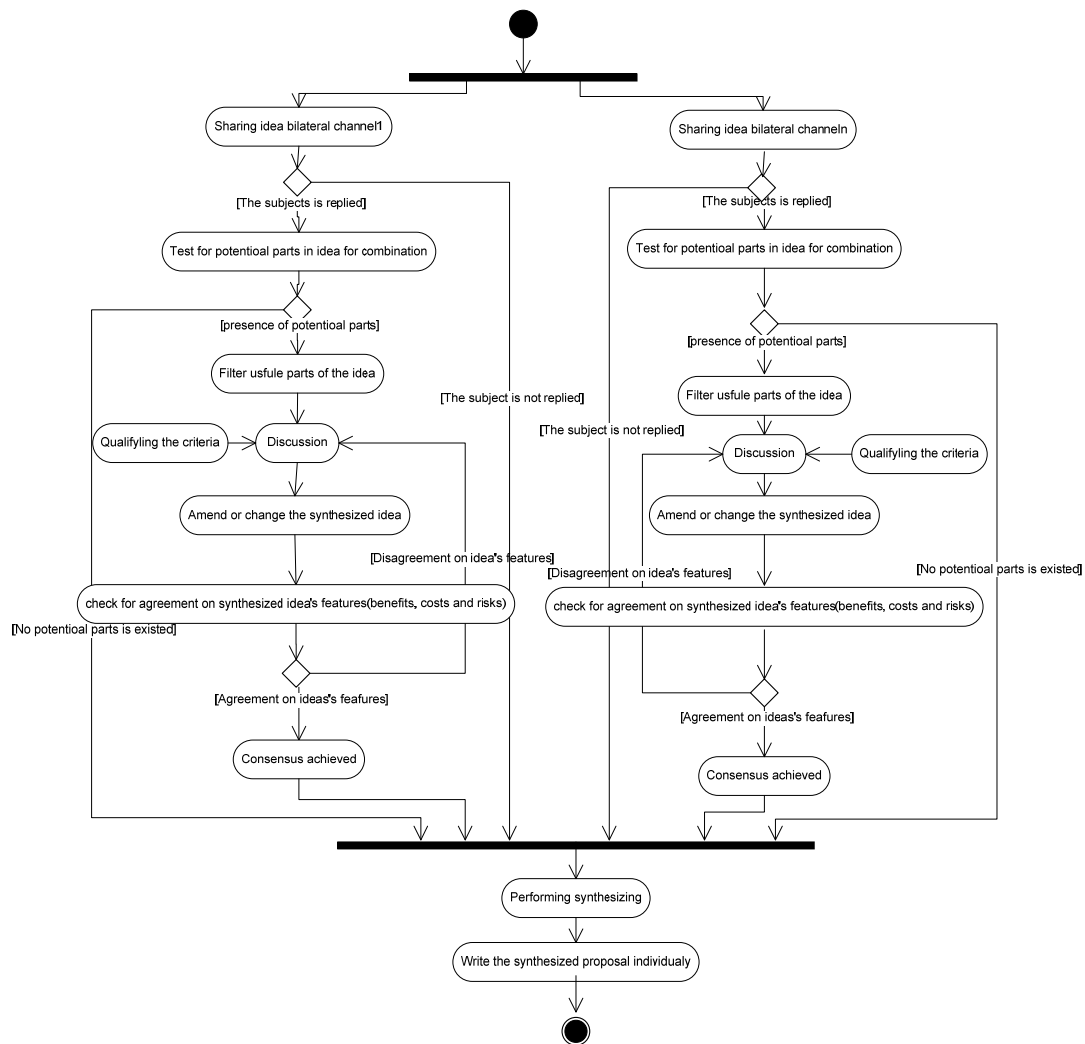 Sharing idea bilateral channel1
Sharing idea bilateral channeln
[The subjects is replied]
[The subjects is replied]
Test for potentioal parts in idea for combination
Test for potentioal parts in idea for combination
[presence of potentioal parts]
[presence of potentioal parts]
Filter usfule parts of the idea
Filter usfule parts of the idea
[The subject is not replied]
[The subject is not replied]
Qualifyling the criteria
Discussion
Discussion
Qualifyling the criteria
Amend or change the synthesized idea
Amend or change the synthesized idea
[Disagreement on idea's features]
[Disagreement on idea's features]
[No potentioal parts is existed]
check for agreement on synthesized idea's features(benefits, costs and risks)
check for agreement on synthesized idea's features(benefits, costs and risks)
[No potentioal parts is existed]
[Agreement on ideas's feafures]
[Agreement on ideas's feafures]
Consensus achieved
Consensus achieved
Performing synthesizing
Write the synthesized proposal individualy